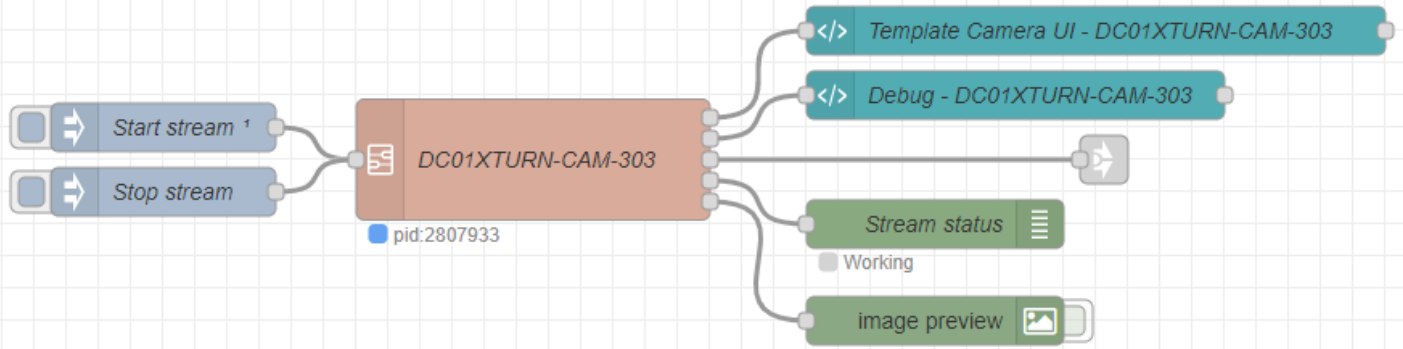 Template Camera UI - DC01XTURN-CAM-303
Debug - DC01XTURN-CAM-303
Start stream ¹
DC01XTURN-CAM-303
Stop stream
Stream status
pid:2807933
Working
image preview